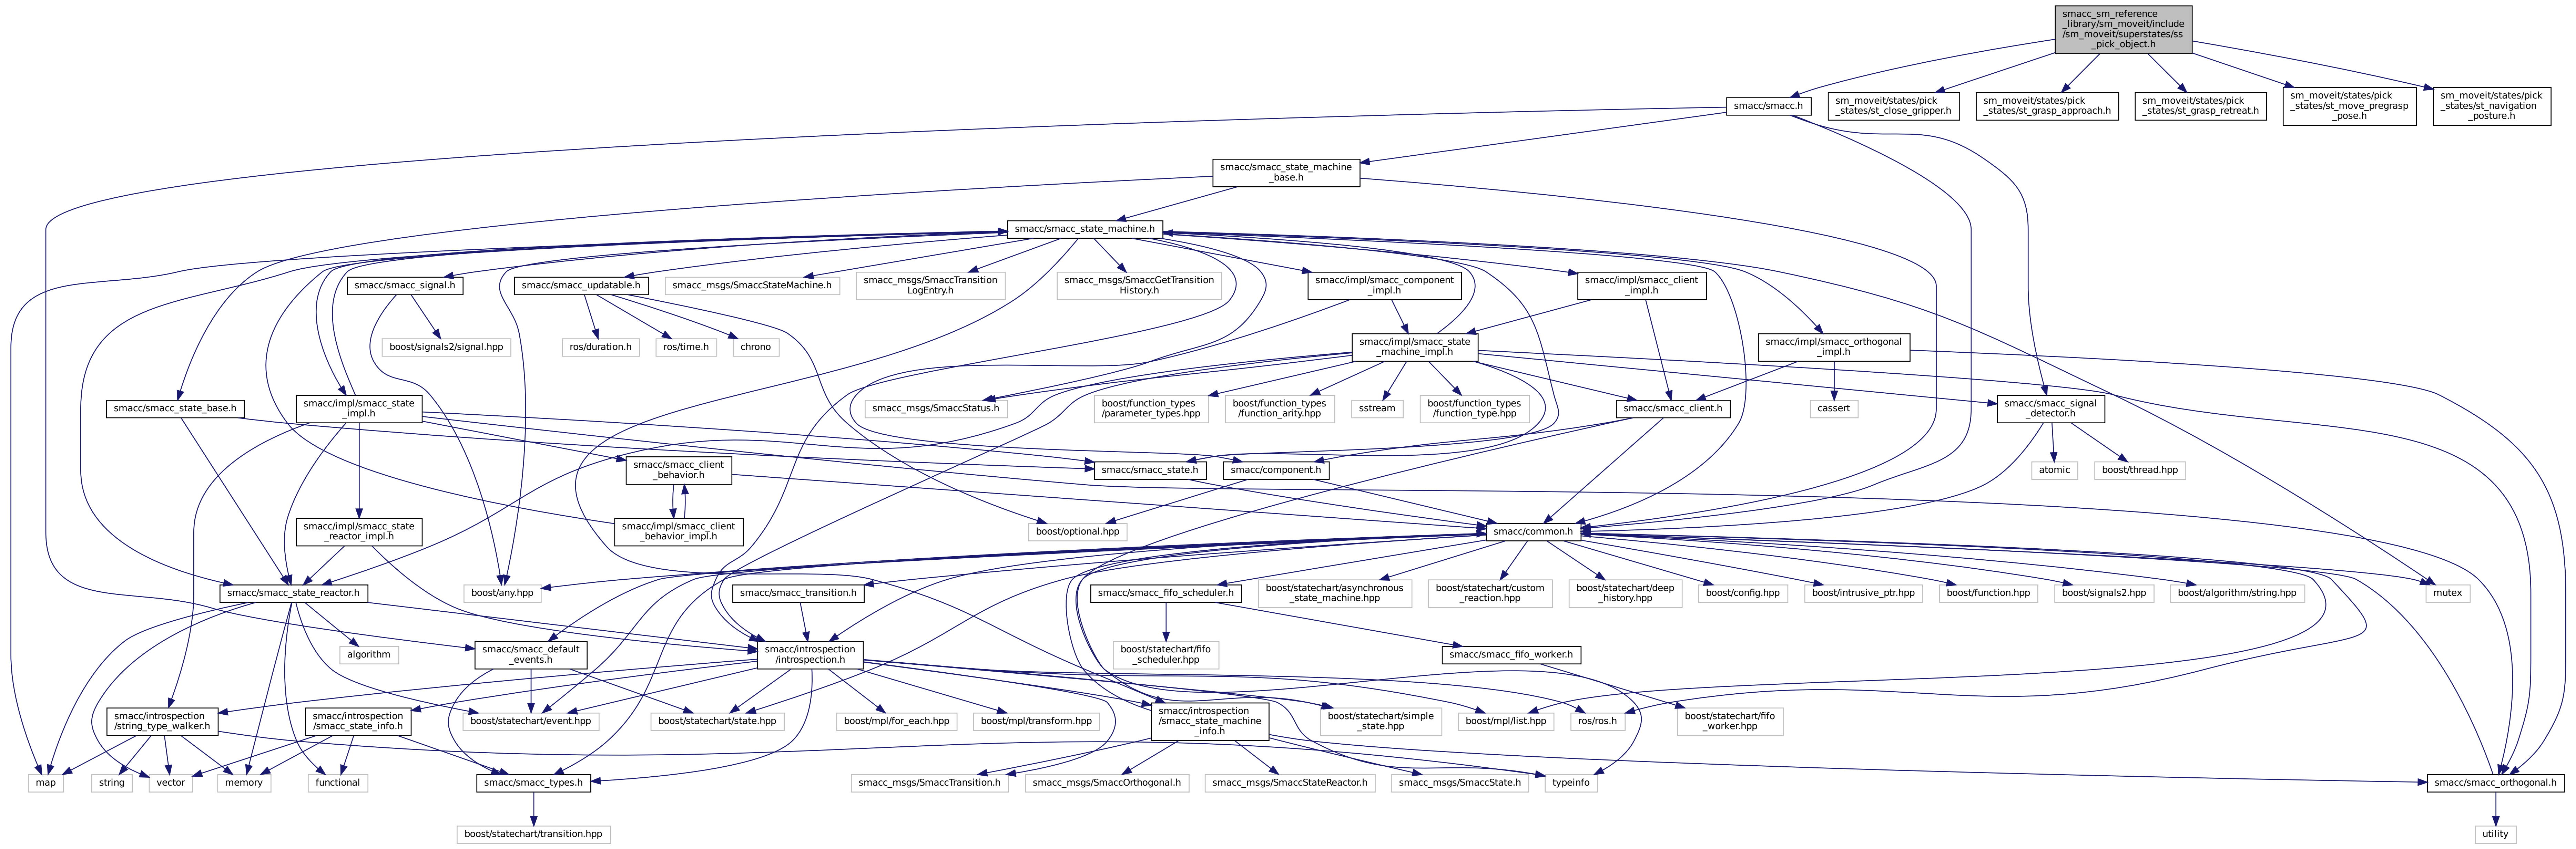 smacc_sm_reference
_library/sm_moveit/include
/sm_moveit/superstates/ss
_pick_object.h
smacc/smacc.h
sm_moveit/states/pick
_states/st_close_gripper.h
sm_moveit/states/pick
_states/st_grasp_approach.h
sm_moveit/states/pick
_states/st_grasp_retreat.h
sm_moveit/states/pick
_states/st_move_pregrasp
_pose.h
sm_moveit/states/pick
_states/st_navigation
_posture.h
smacc/smacc_state_machine
_base.h
smacc/smacc_state_machine.h
smacc/smacc_signal.h
smacc/smacc_updatable.h
smacc_msgs/SmaccStateMachine.h
smacc_msgs/SmaccTransition
LogEntry.h
smacc_msgs/SmaccGetTransition
History.h
smacc/impl/smacc_component
_impl.h
smacc/impl/smacc_client
_impl.h
boost/signals2/signal.hpp
ros/duration.h
ros/time.h
chrono
smacc/impl/smacc_state
_machine_impl.h
smacc/impl/smacc_orthogonal
_impl.h
smacc/smacc_state_base.h
smacc/impl/smacc_state
_impl.h
smacc_msgs/SmaccStatus.h
boost/function_types
/parameter_types.hpp
boost/function_types
/function_arity.hpp
sstream
boost/function_types
/function_type.hpp
smacc/smacc_client.h
cassert
smacc/smacc_signal
_detector.h
smacc/smacc_client
_behavior.h
smacc/smacc_state.h
smacc/component.h
atomic
boost/thread.hpp
smacc/impl/smacc_state
_reactor_impl.h
smacc/impl/smacc_client
_behavior_impl.h
boost/optional.hpp
smacc/common.h
smacc/smacc_state_reactor.h
boost/any.hpp
smacc/smacc_transition.h
smacc/smacc_fifo_scheduler.h
boost/statechart/asynchronous
_state_machine.hpp
boost/statechart/custom
_reaction.hpp
boost/statechart/deep
_history.hpp
boost/config.hpp
boost/intrusive_ptr.hpp
boost/function.hpp
boost/signals2.hpp
boost/algorithm/string.hpp
mutex
algorithm
smacc/smacc_default
_events.h
smacc/introspection
/introspection.h
boost/statechart/fifo
_scheduler.hpp
smacc/smacc_fifo_worker.h
smacc/introspection
/string_type_walker.h
smacc/introspection
/smacc_state_info.h
boost/statechart/event.hpp
boost/statechart/state.hpp
boost/mpl/for_each.hpp
boost/mpl/transform.hpp
smacc/introspection
/smacc_state_machine
_info.h
boost/statechart/simple
_state.hpp
boost/mpl/list.hpp
ros/ros.h
boost/statechart/fifo
_worker.hpp
map
string
vector
memory
functional
smacc/smacc_types.h
smacc_msgs/SmaccTransition.h
smacc_msgs/SmaccOrthogonal.h
smacc_msgs/SmaccStateReactor.h
smacc_msgs/SmaccState.h
typeinfo
smacc/smacc_orthogonal.h
boost/statechart/transition.hpp
utility